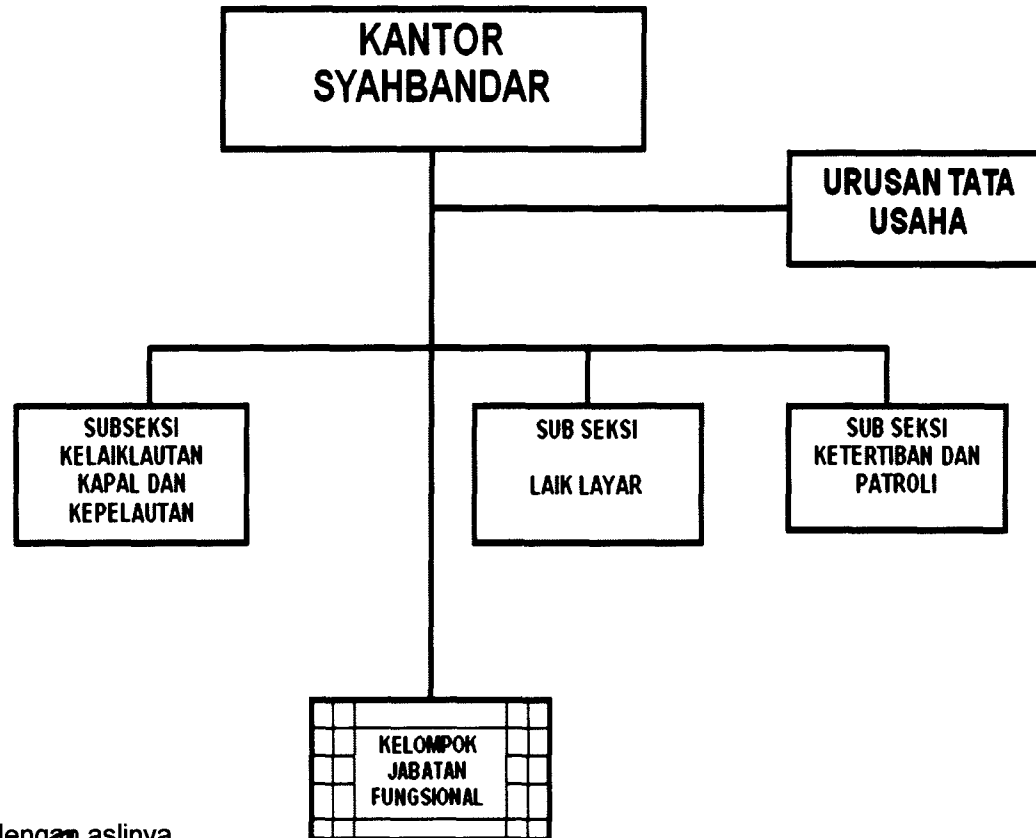 KANTOR
SYAHBANDAR
URUSAN TATA
USAHA
SUBSEKSI
KELAIKLAUTAN
KAPAL DAN
KEPELAUTAN
SUB SEKSI
LAIK LAYAR
SUB SEKSI
KETERTIBAN DAN
PATROLI
KELOMPOK
JABATAN
FUNGSIONAL
dengan aslinya